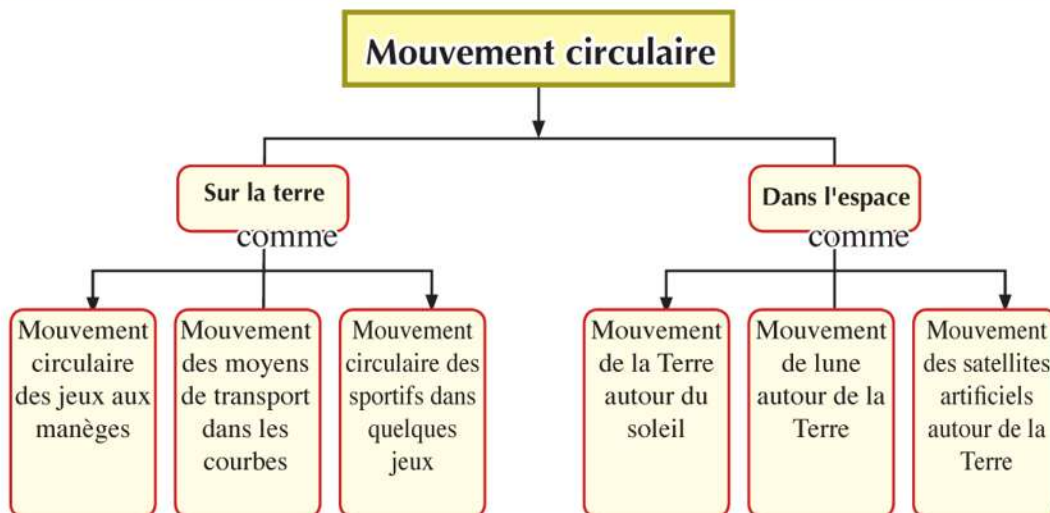 Mouvement circulaire
Sur la terre
comme
Mouvement
circulaire
des jeux aux
manèges
Mouvement
des moyens
de transport
dans les
courbes
Mouvement
circulaire des
sportifs dans
quelques
jeux
Dans l'espace
comme
Mouvement
de la Terre
autour du
soleil
Mouvement
de lune
autour de la
Terre
Mouvement
des satellites
artificiels
autour de la
Terre